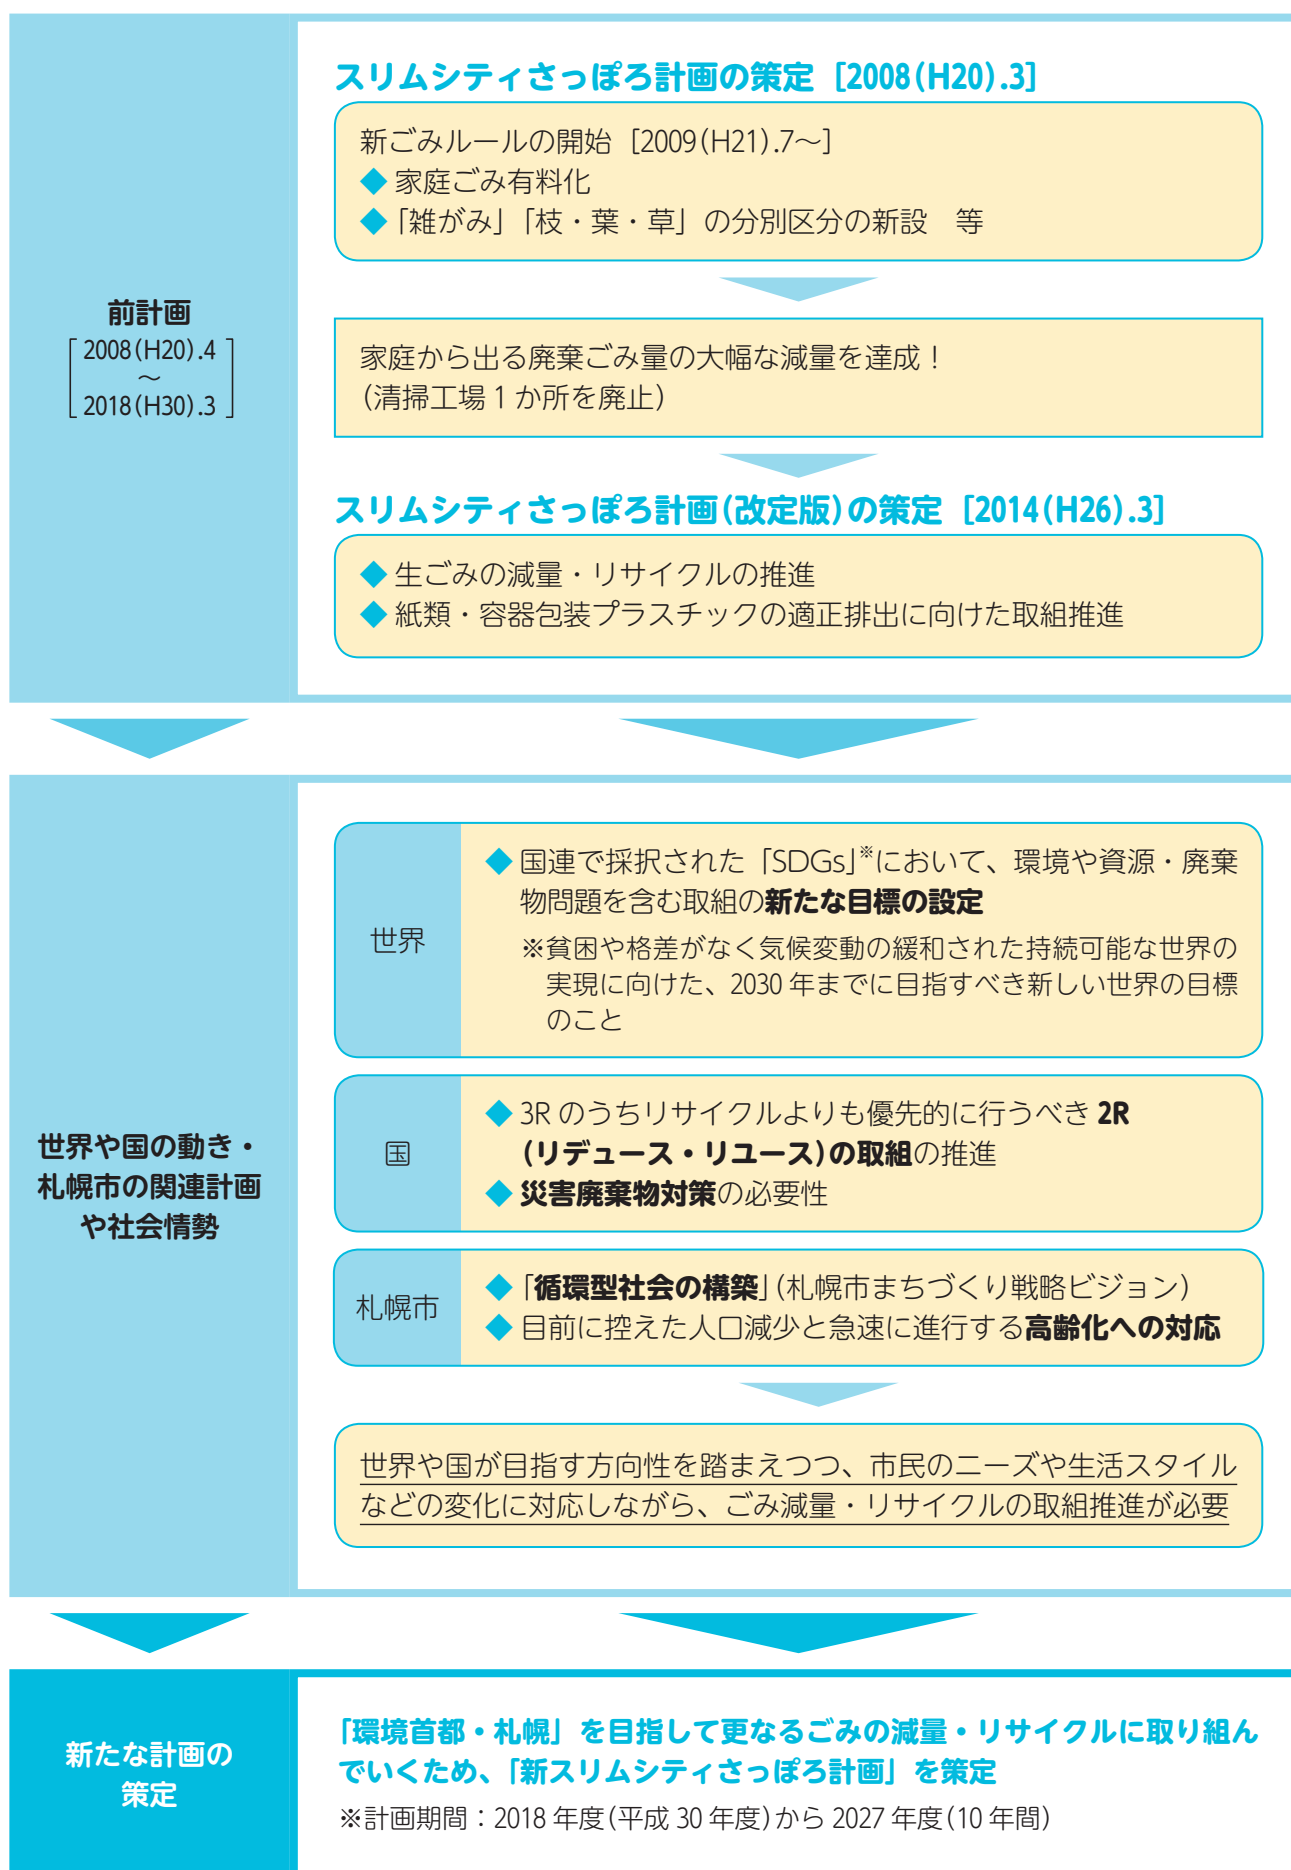 前計画
2008(H20).4
〜
2018(H30).3
スリムシティさっぽろ計画の策定［2008(H20).3］
新ごみルールの開始［2009(H21).7〜］
◆ 家庭ごみ有料化
◆「雑がみ」「枝・葉・草」の分別区分の新設　等
家庭から出る廃棄ごみ量の大幅な減量を達成！
（清掃工場１か所を廃止）
スリムシティさっぽろ計画（改定版）の策定［2014(H26).3］
◆ 生ごみの減量・リサイクルの推進
◆ 紙類・容器包装プラスチックの適正排出に向けた取組推進
世界や国の動き・
札幌市の関連計画
や社会情勢
世界
◆ 国連で採択された「SDGs」※において、環境や資源・廃棄
物問題を含む取組の新たな目標の設定
※貧困や格差がなく気候変動の緩和された持続可能な世界の
実現に向けた、2030 年までに目指すべき新しい世界の目標
のこと
国
◆ 3R のうちリサイクルよりも優先的に行うべき 2R
（リデュース・リユース）の取組の推進
◆ 災害廃棄物対策の必要性
札幌市
◆「循環型社会の構築」（札幌市まちづくり戦略ビジョン）
◆ 目前に控えた人口減少と急速に進行する高齢化への対応
世界や国が目指す方向性を踏まえつつ、市民のニーズや生活スタイル
などの変化に対応しながら、ごみ減量・リサイクルの取組推進が必要
新たな計画の
策定
「環境首都・札幌」を目指して更なるごみの減量・リサイクルに取り組ん
でいくため、「新スリムシティさっぽろ計画」を策定
※計画期間：2018 年度（平成 30 年度）から 2027 年度（10 年間）